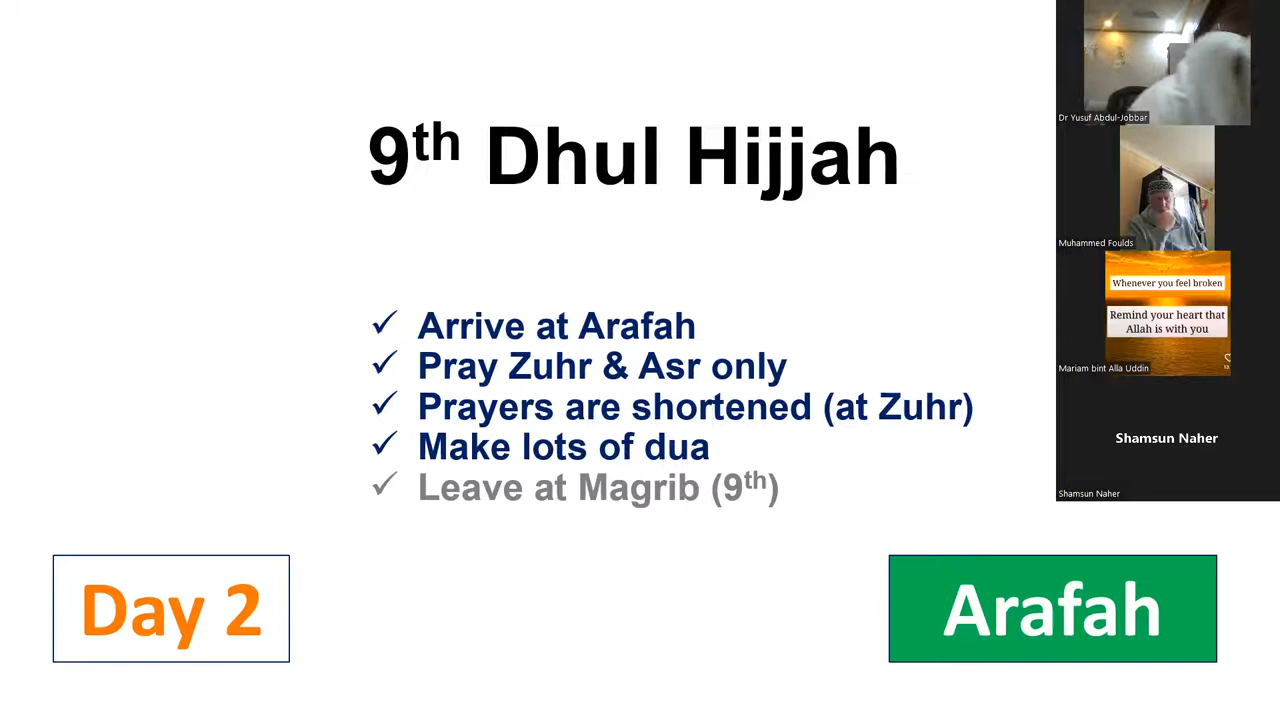 9th Dhul Hijjah
✓ Arrive at Arafah
✓ Pray Zuhr & Asr only
✓ Prayers are shortened (at Zuhr)
✓ Make lots of dua
✓ Leave at Magrib (9th)
Day 2
Arafah
Dr Yusuf Abdul-Jobbar
Muhammed Foulds
Whenever you feel broken
Remind your heart that
Allah is with you
Mariam bint Alla Uddin
Shamsun Naher
Shamsun Naher